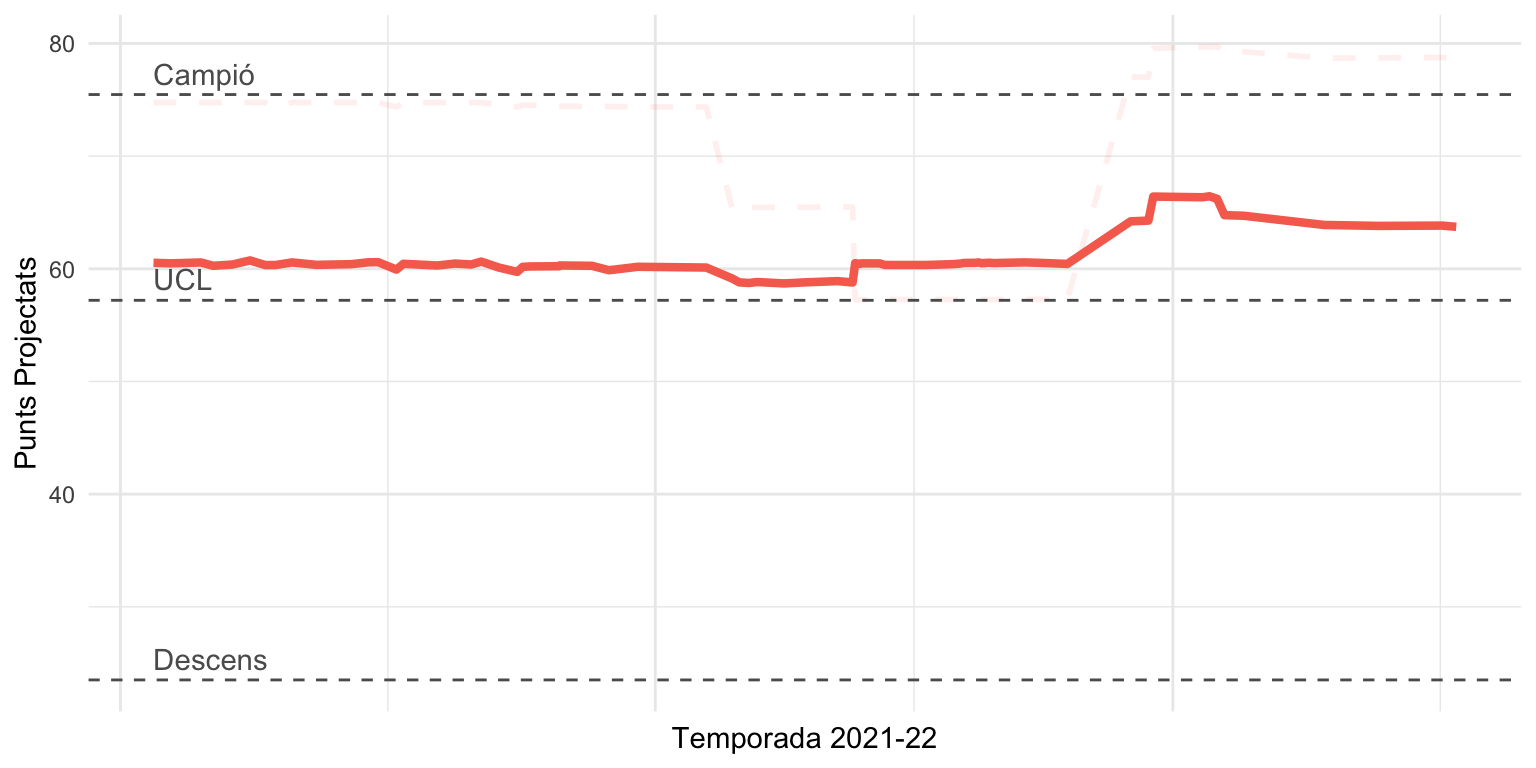 80
Campió
60
UCL
Punts Projectats
40
Descens
Temporada 2021-22